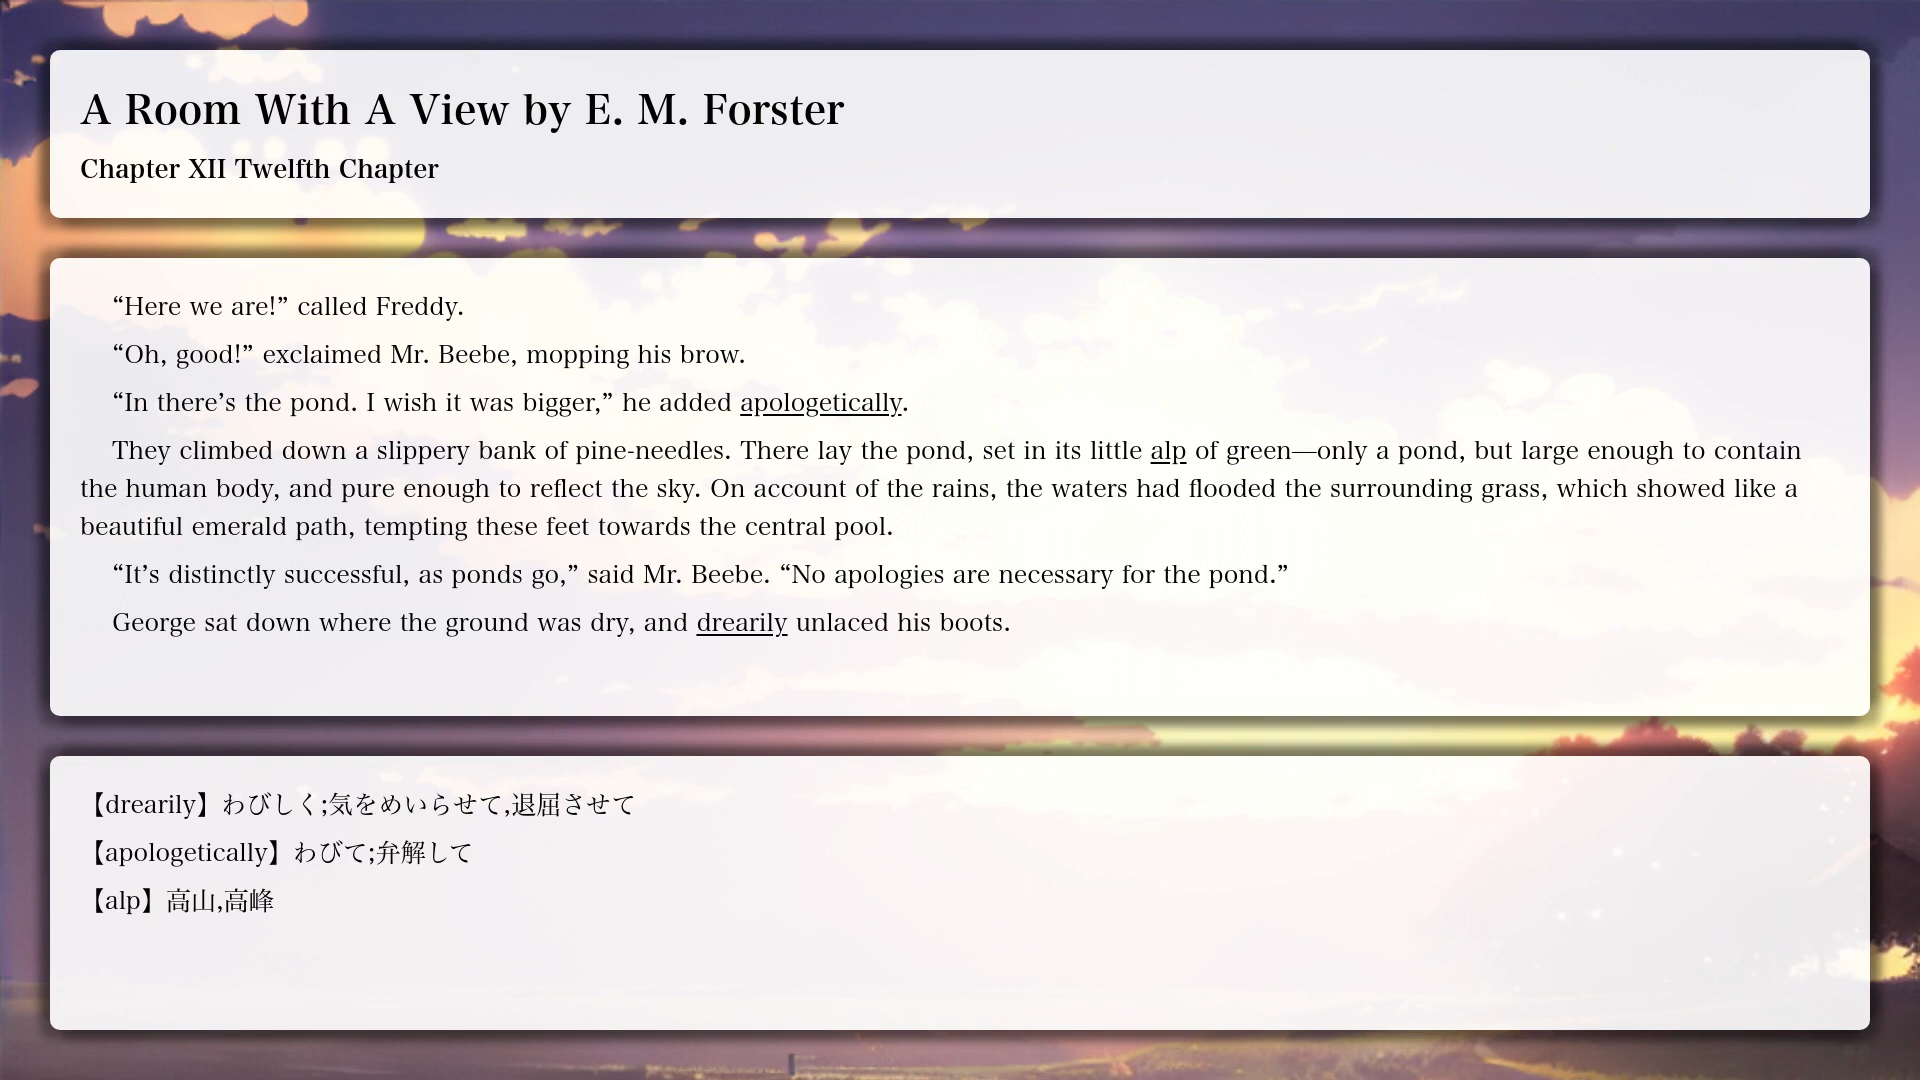 A Room With A View by E. M. Forster
Chapter XII Twelfth Chapter
“Here we are!” called Freddy.
“Oh, good!” exclaimed Mr. Beebe, mopping his brow.
“In there’s the pond. I wish it was bigger,” he added apologetically.
They climbed down a slippery bank of pine-needles. There lay the pond, set in its little alp of green—only a pond, but large enough to contain
the human body, and pure enough to reflect the sky. On account of the rains, the waters had flooded the surrounding grass, which showed like a
beautiful emerald path, tempting these feet towards the central pool.
“It’s distinctly successful, as ponds go,” said Mr. Beebe. “No apologies are necessary for the pond.”
George sat down where the ground was dry, and drearily unlaced his boots.
【drearily】わびしく;気をめいらせて,退屈させて
【apologetically】わびて;弁解して
【alp】高山,高峰